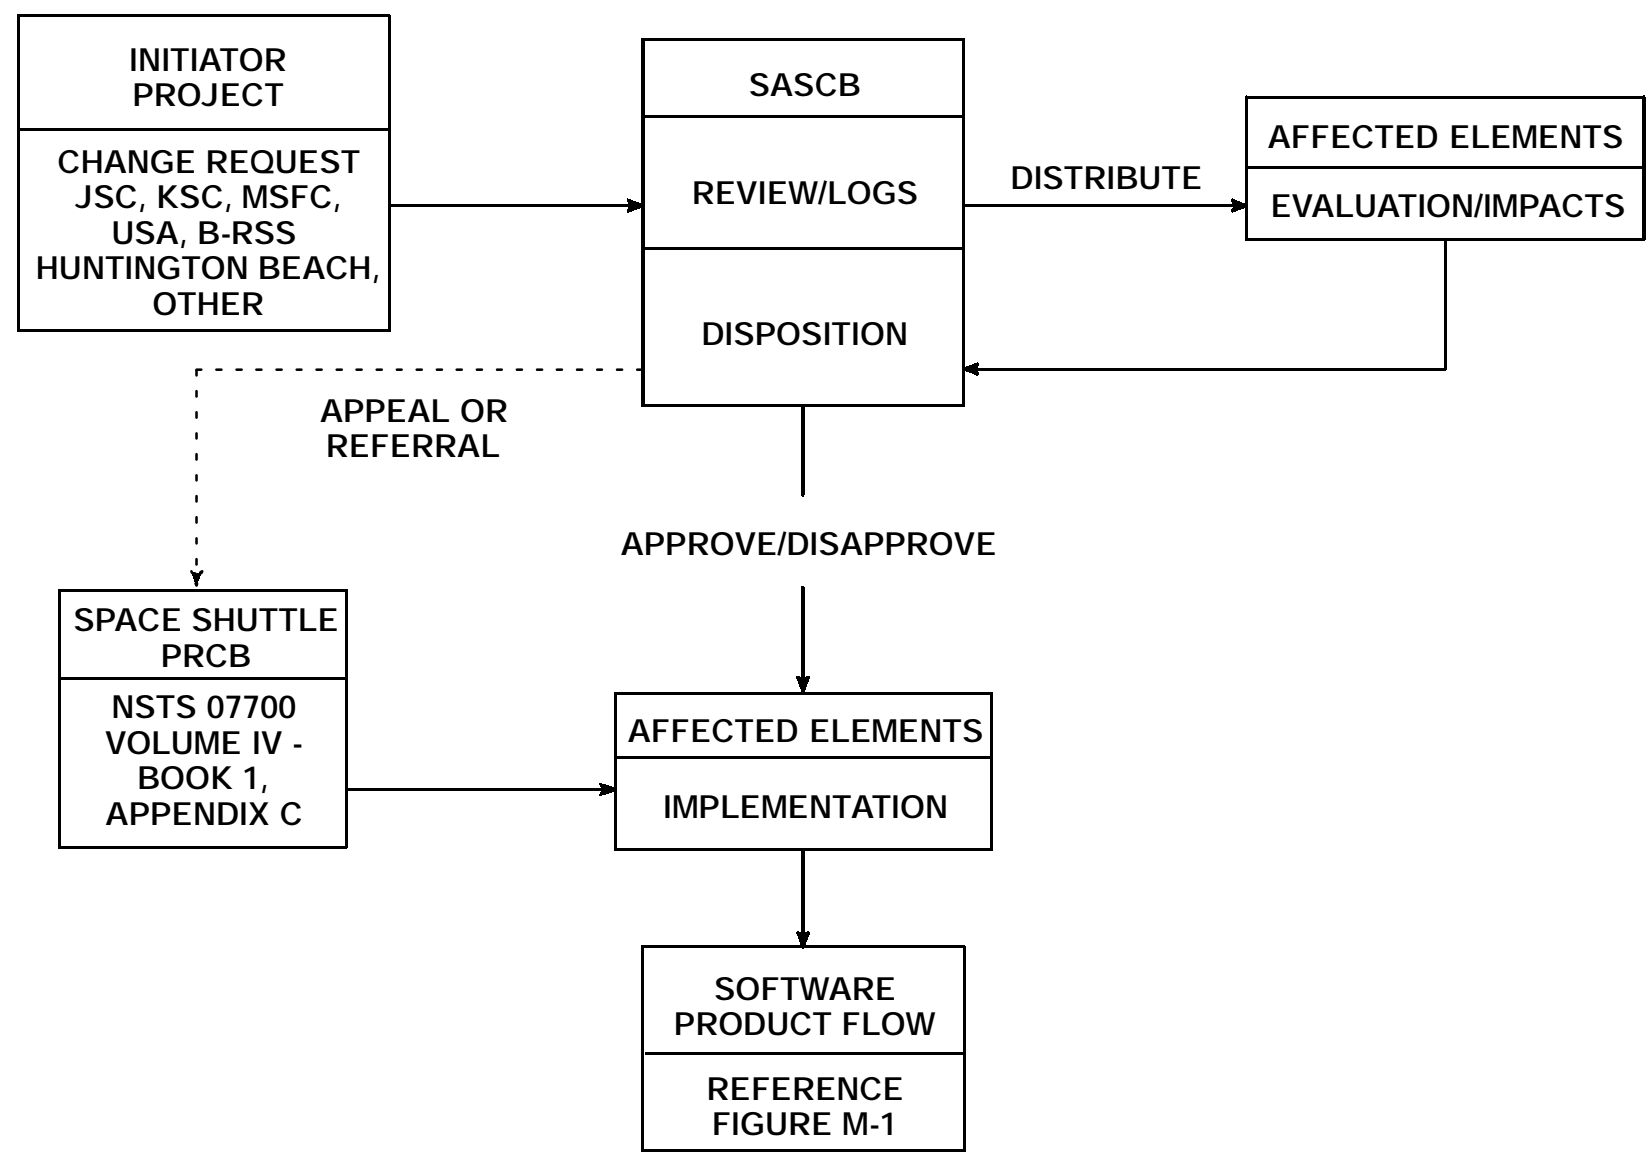 INITIATOR
PROJECT
CHANGE REQUEST
JSC, KSC, MSFC,
USA, B-RSS
HUNTINGTON BEACH,
OTHER
SASCB
REVIEW/LOGS
DISPOSITION
DISTRIBUTE
AFFECTED ELEMENTS
EVALUATION/IMPACTS
APPEAL OR
REFERRAL
APPROVE/DISAPPROVE
SPACE SHUTTLE
PRCB
NSTS 07700
VOLUME IV -
BOOK 1,
APPENDIX C
AFFECTED ELEMENTS
IMPLEMENTATION
SOFTWARE
PRODUCT FLOW
REFERENCE
FIGURE M-1